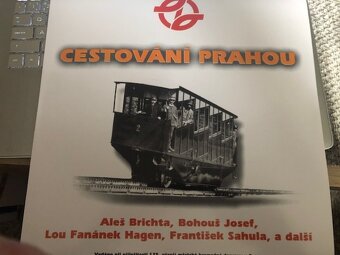 CESTOVÁNÍ PRAHOU
Aleš Brichta, Bohouš Josef,
Lou Fanánek Hagen, František Sahula, a další